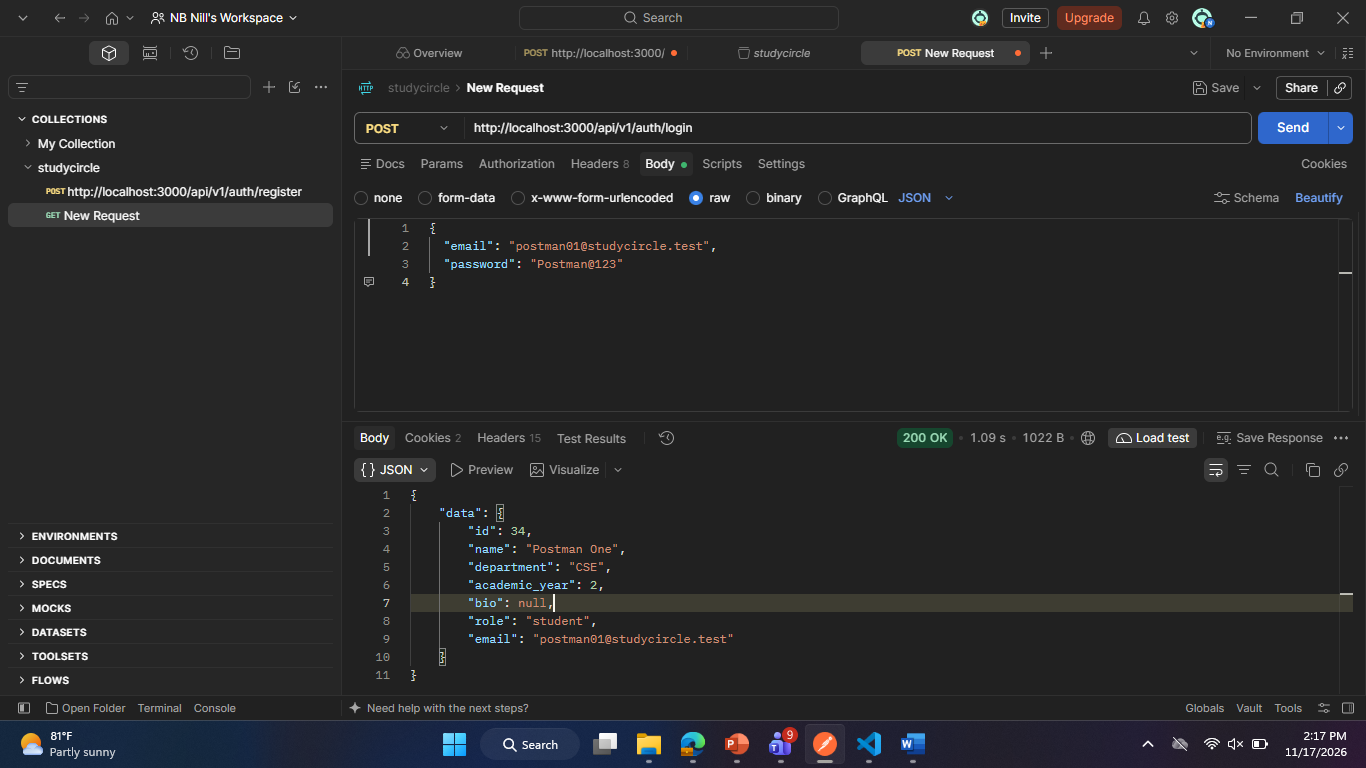 NB Nill's Workspace
Search
Invite
Upgrade
Overview
POST http://localhost:3000/
studycircle
POST New Request
No Environment
studycircle > New Request
Save
Share
COLLECTIONS
My Collection
studycircle
POST http://localhost:3000/api/v1/auth/register
GET New Request
ENVIRONMENTS
DOCUMENTS
SPECS
MOCKS
DATASETS
TOOLSETS
FLOWS
HTTP
POST http://localhost:3000/api/v1/auth/login
Send
Docs Params Authorization Headers 8 Body Scripts Settings Cookies
none form-data x-www-form-urlencoded raw binary GraphQL JSON Schema Beautify
1 {
2 "email": "postman01@studycircle.test",
3 "password": "Postman@123"
4 }
Body Cookies 2 Headers 15 Test Results
200 OK • 1.09 s • 1022 B
Load test
e.g. Save Response
{} JSON Preview Visualize
1 {
2 "data": {
3 "id": 34,
4 "name": "Postman One",
5 "department": "CSE",
6 "academic_year": 2,
7 "bio": null,
8 "role": "student",
9 "email": "postman01@studycircle.test"
10 }
11 }
Open Folder Terminal Console
Need help with the next steps?
Globals Vault Tools
81°F
Partly sunny
Search
9
2:17 PM
11/17/2026